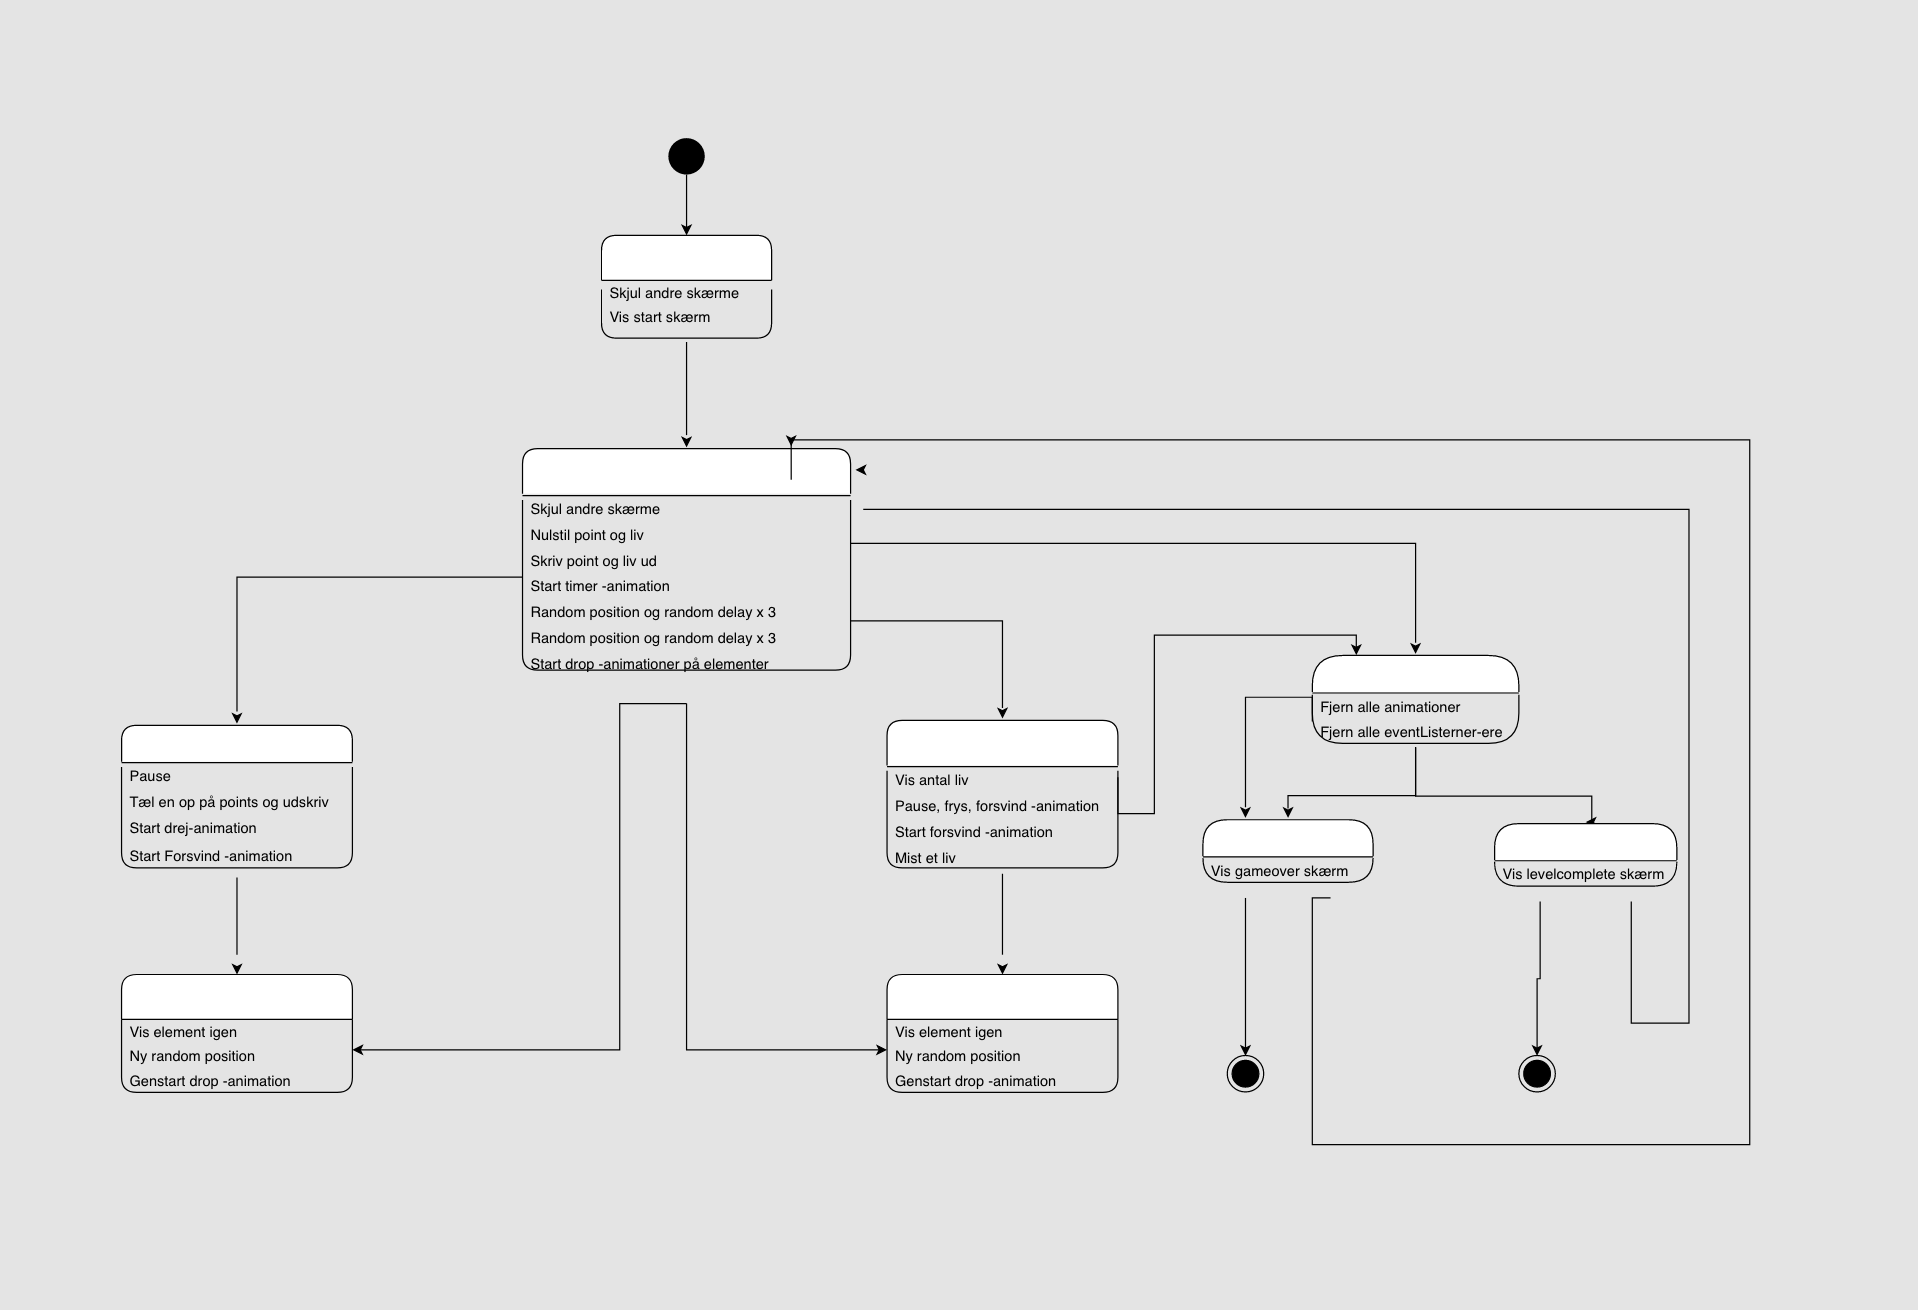 Skjul andre skærme
Vis start skærm
Skjul andre skærme
Nulstil point og liv
Skriv point og liv ud
Start timer -animation
Random position og random delay x 3
Random position og random delay x 3
Start drop -animationer på elementer
Pause
Tæl en op på points og udskriv
Start drej-animation
Start Forsvind -animation
Vis antal liv
Pause, frys, forsvind -animation
Start forsvind -animation
Mist et liv
Fjern alle animationer
Fjern alle eventListerner-ere
Vis gameover skærm
Vis levelcomplete skærm
Vis element igen
Ny random position
Genstart drop -animation
Vis element igen
Ny random position
Genstart drop -animation